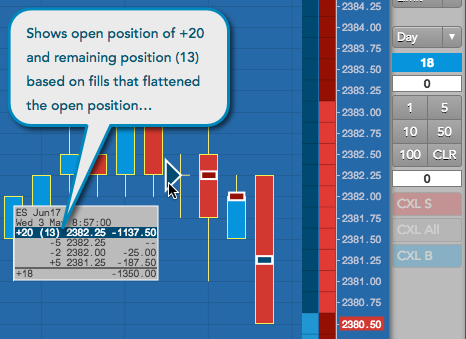 Shows open position of +20
and remaining position (13)
based on fills that flattened
the open position…
ES Jun17
Wed 3 May 8:57:00
+20 (13) 2382.25 -1137.50
-5 2382.25 --
-2 2382.00 -25.00
+5 2381.25 -187.50
+18 -1350.00
2384.25
2384.00
2383.75
2383.50
2383.25
2383.00
2382.75
2382.50
2382.25
2382.00
2381.75
2381.50
2381.25
2381.00
2380.75
2380.50
Day
18
0
1 5
10 50
100 CLR
0
CXL S
CXL All
CXL B